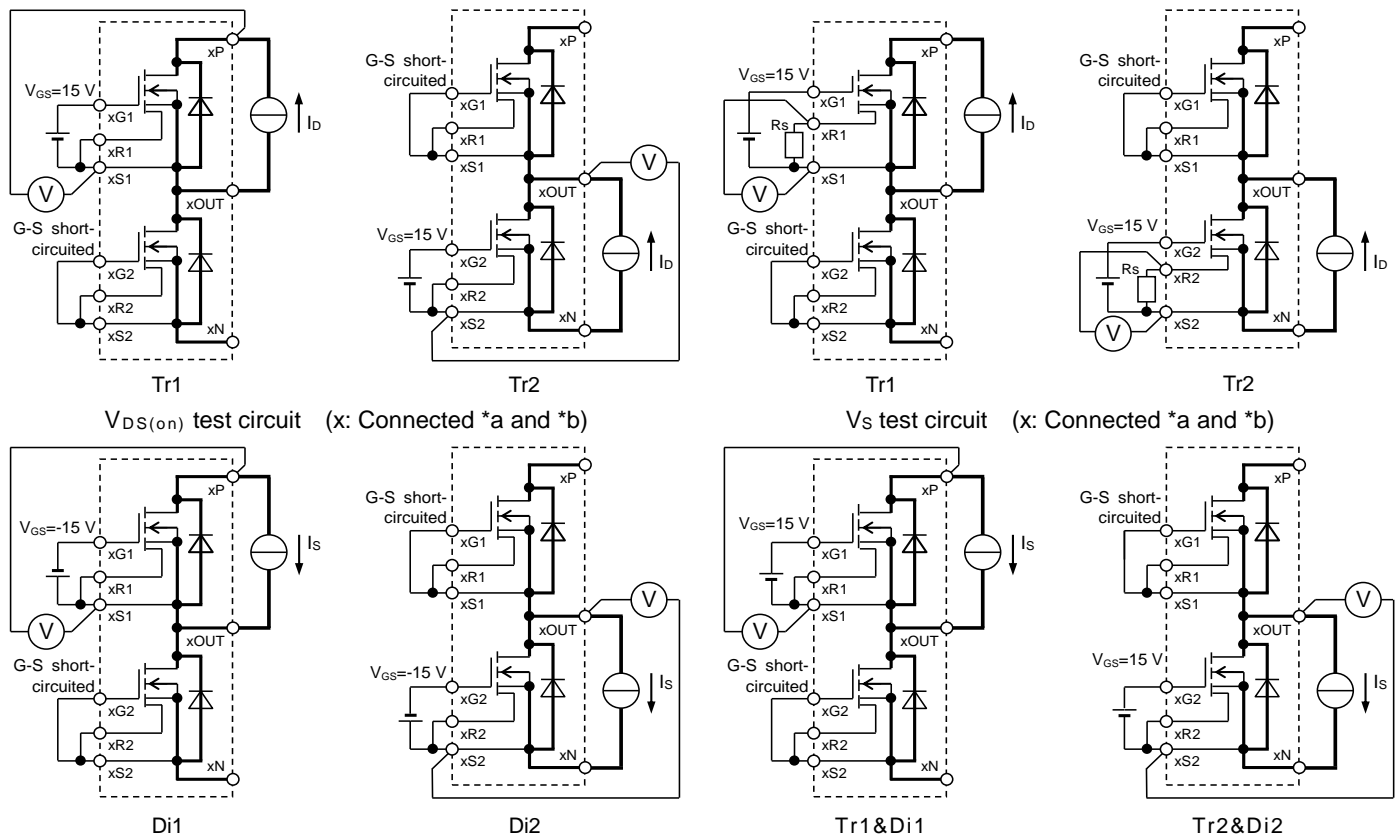 xP
G-S short-
circuited
VGS=15 V
xG1
xR1
xS1
V
ID
xOUT
G-S short-
circuited
xG2
xR2
xS2
xN
Tr1
xP
G-S short-
circuited
xG1
xR1
xS1
V
xOUT
VGS=15 V
xG2
xR2
xS2
ID
xN
Tr2
xP
VGS=15 V
xG1
xR1
Rs
xS1
V
ID
xOUT
G-S short-
circuited
xG2
xR2
xS2
xN
Tr1
xP
G-S short-
circuited
xG1
xR1
xS1
xOUT
VGS=15 V
xG2
xR2
Rs
xS2
V
ID
xN
Tr2
VDS(on) test circuit (x: Connected *a and *b)
VS test circuit (x: Connected *a and *b)
xP
VGS=-15 V
xG1
xR1
xS1
V
IS
xOUT
G-S short-
circuited
xG2
xR2
xS2
xN
Di1
xP
G-S short-
circuited
xG1
xR1
xS1
V
xOUT
VGS=-15 V
xG2
xR2
xS2
IS
xN
Di2
xP
VGS=15 V
xG1
xR1
xS1
V
IS
xOUT
G-S short-
circuited
xG2
xR2
xS2
xN
Tr1&Di1
xP
G-S short-
circuited
xG1
xR1
xS1
V
xOUT
VGS=15 V
xG2
xR2
xS2
IS
xN
Tr2&Di2